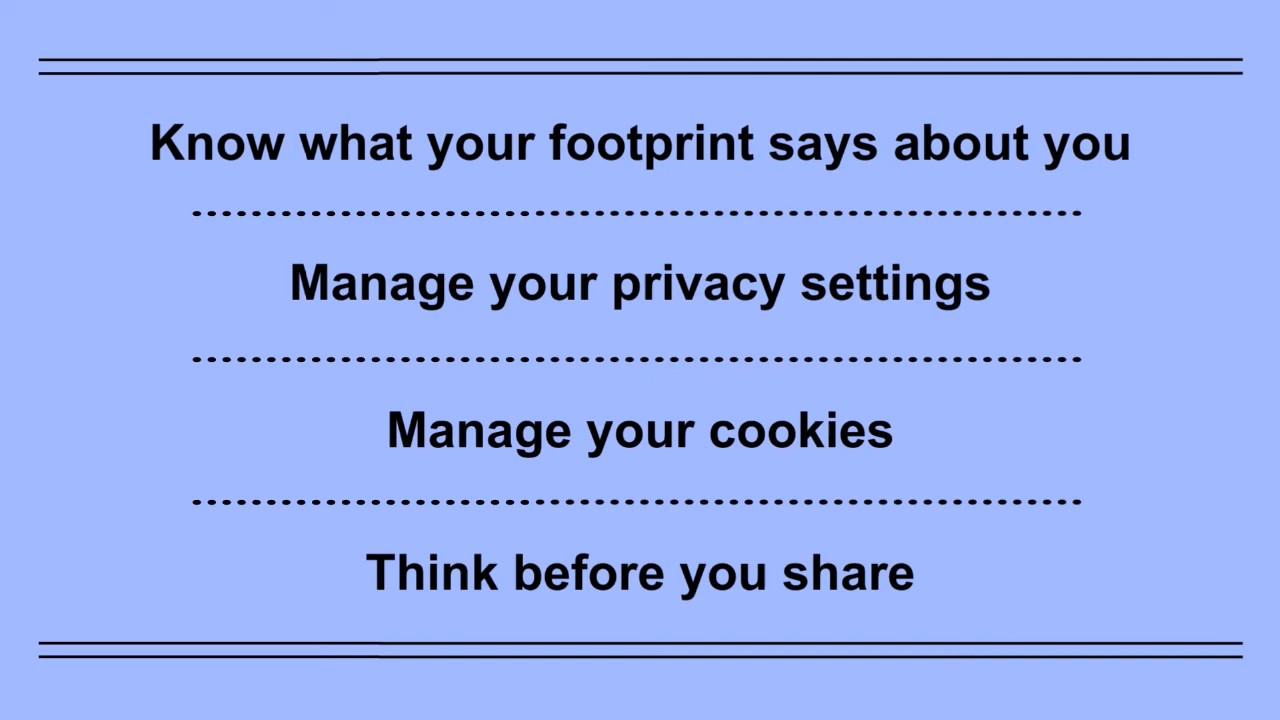 Know what your footprint says about you
Manage your privacy settings
Manage your cookies
Think before you share